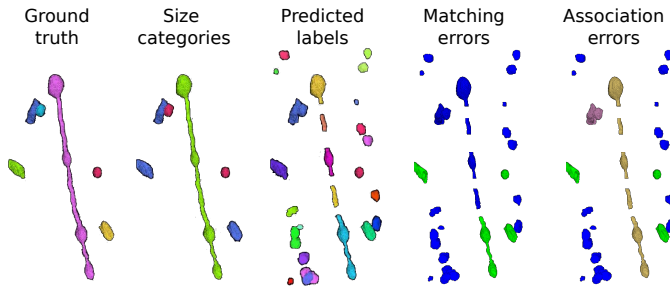 Ground truth
Size categories
Predicted labels
Matching errors
Association errors